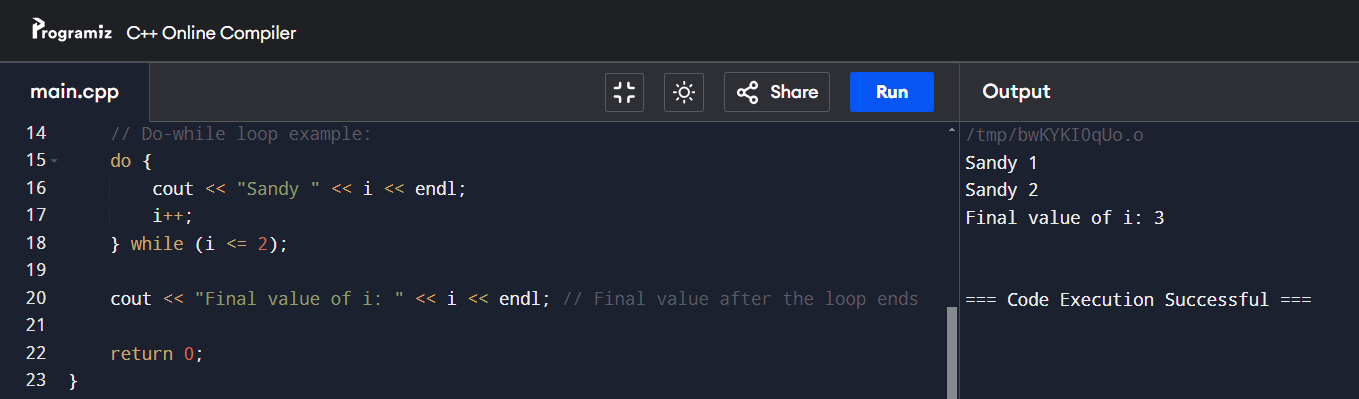 Programiz C++ Online Compiler
main.cpp Share Run Output
14 // Do-while loop example:
15 do {
16 cout << "Sandy " << i << endl;
17 i++;
18 } while (i <= 2);
19
20 cout << "Final value of i: " << i << endl; // Final value after the loop ends
21
22 return 0;
23 }
/tmp/bwKYKI0qUo.o
Sandy 1
Sandy 2
Final value of i: 3
=== Code Execution Successful ===